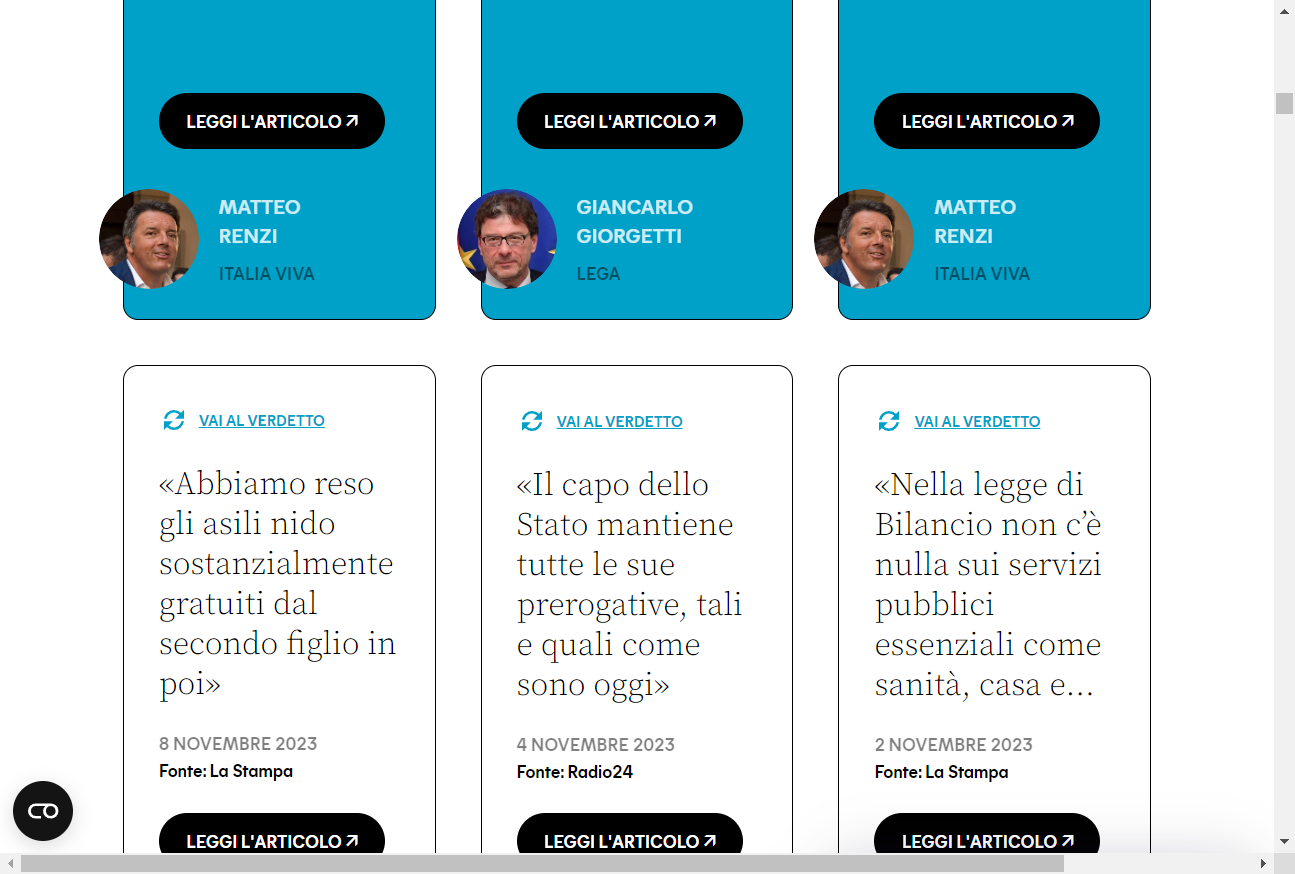 LEGGI L'ARTICOLO
LEGGI L'ARTICOLO
LEGGI L'ARTICOLO
MATTEO
RENZI
ITALIA VIVA
GIANCARLO
GIORGETTI
LEGA
MATTEO
RENZI
ITALIA VIVA
VAI AL VERDETTO
«Abbiamo reso
gli asili nido
sostanzialmente
gratuiti dal
secondo figlio in
poi»
8 NOVEMBRE 2023
Fonte: La Stampa
LEGGI L'ARTICOLO
VAI AL VERDETTO
«Il capo dello
Stato mantiene
tutte le sue
prerogative, tali
e quali come
sono oggi»
4 NOVEMBRE 2023
Fonte: Radio24
LEGGI L'ARTICOLO
VAI AL VERDETTO
«Nella legge di
Bilancio non c’è
nulla sui servizi
pubblici
essenziali come
sanità, casa e...
2 NOVEMBRE 2023
Fonte: La Stampa
LEGGI L'ARTICOLO